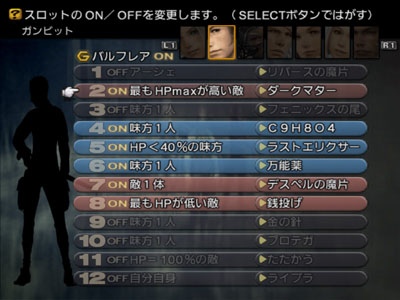 スロットのON／OFFを変更します。（SELECTボタンではがす）
ガンビット
L1 R1
G バルフレア ON
1 OFF アーシェ リバースの魔片
2 ON 最もHPmaxが高い敵 ダークマター
3 OFF 味方1人 フェニックスの尾
4 ON 味方1人 C9H8O4
5 ON HP＜40％の味方 ラストエリクサー
6 ON 味方1人 万能薬
7 ON 敵1体 デスペルの魔片
8 ON 最もHPが低い敵 銭投げ
9 OFF 味方1人 金の針
10 OFF 味方1人 プロテガ
11 OFF HP＝100％の敵 たたかう
12 OFF 自分自身 ライブラ